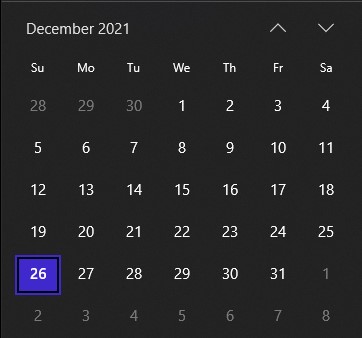 December 2021
Su Mo Tu We Th Fr Sa
28 29 30 1 2 3 4
5 6 7 8 9 10 11
12 13 14 15 16 17 18
19 20 21 22 23 24 25
26 27 28 29 30 31 1
2 3 4 5 6 7 8